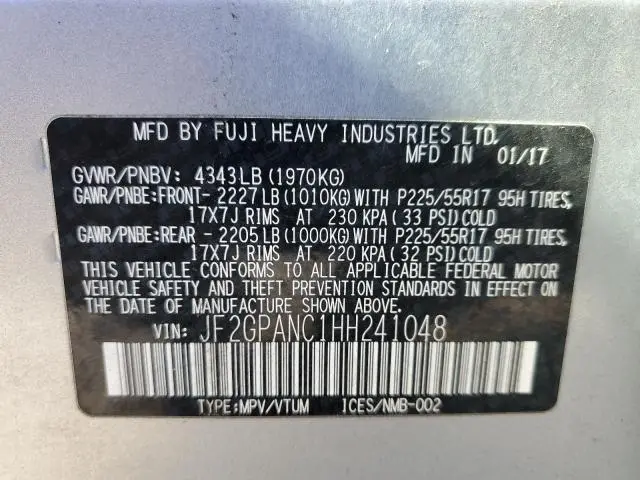 MFD BY FUJI HEAVY INDUSTRIES LTD.
MFD IN 01/17
GVWR/PNBV: 4343LB (1970KG)
GAWR/PNBE:FRONT- 2227LB (1010KG) WITH P225/55R17 95H TIRES,
17X7J RIMS AT 230 KPA (33 PSI) COLD
GAWR/PNBE:REAR - 2205LB (1000KG) WITH P225/55R17 95H TIRES,
17X7J RIMS AT 220 KPA (32 PSI) COLD
THIS VEHICLE CONFORMS TO ALL APPLICABLE FEDERAL MOTOR
VEHICLE SAFETY AND BUMPER STANDARDS IN EFFECT ON
THE DATE OF MANUFACTURE SHOWN ABOVE.
VIN: JF2GPANC1HH241048
TYPE:MPV/VTUM ICES/NMB-002